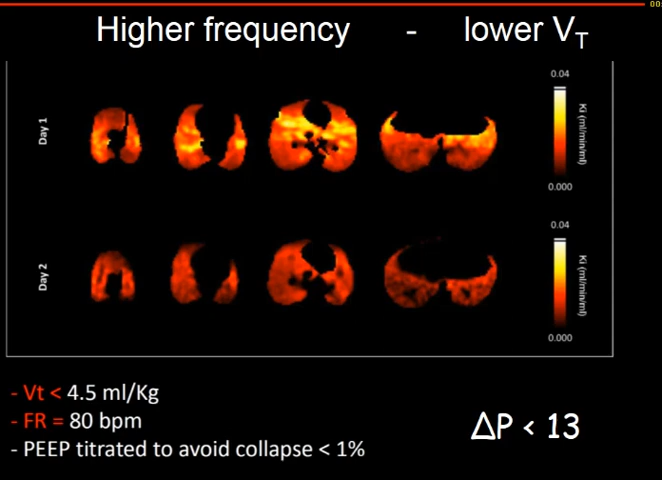 00:
Higher frequency - lower VT
0.04
Day 1
Ki (ml/min/ml)
0.000
0.04
Day 2
Ki (ml/min/ml)
0.000
- Vt < 4.5 ml/Kg
- FR = 80 bpm
- PEEP titrated to avoid collapse < 1%
ΔP < 13